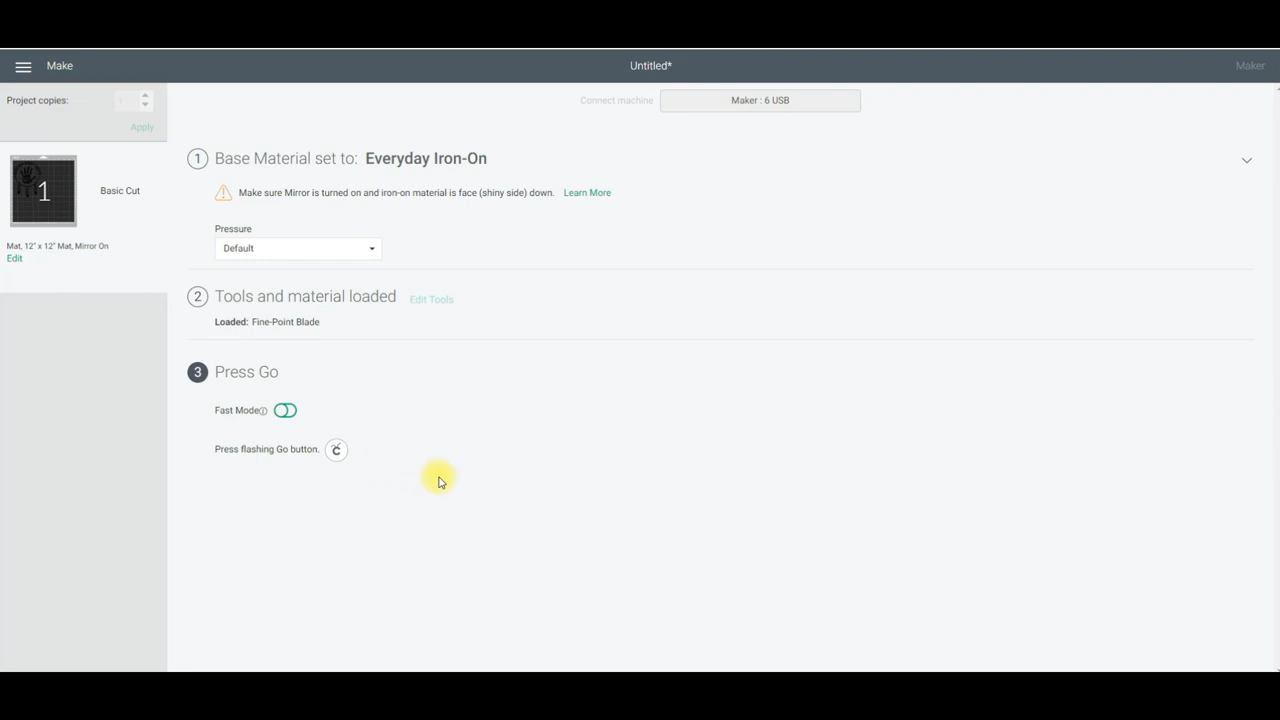 Make
Untitled*
Maker
Project copies:
1
Apply
Connect machine
Maker : 6 USB
1
Basic Cut
Mat, 12" x 12" Mat, Mirror On
Edit
1 Base Material set to: Everyday Iron-On
Make sure Mirror is turned on and iron-on material is face (shiny side) down. Learn More
Pressure
Default
2 Tools and material loaded Edit Tools
Loaded: Fine-Point Blade
3 Press Go
Fast Mode
Press flashing Go button.